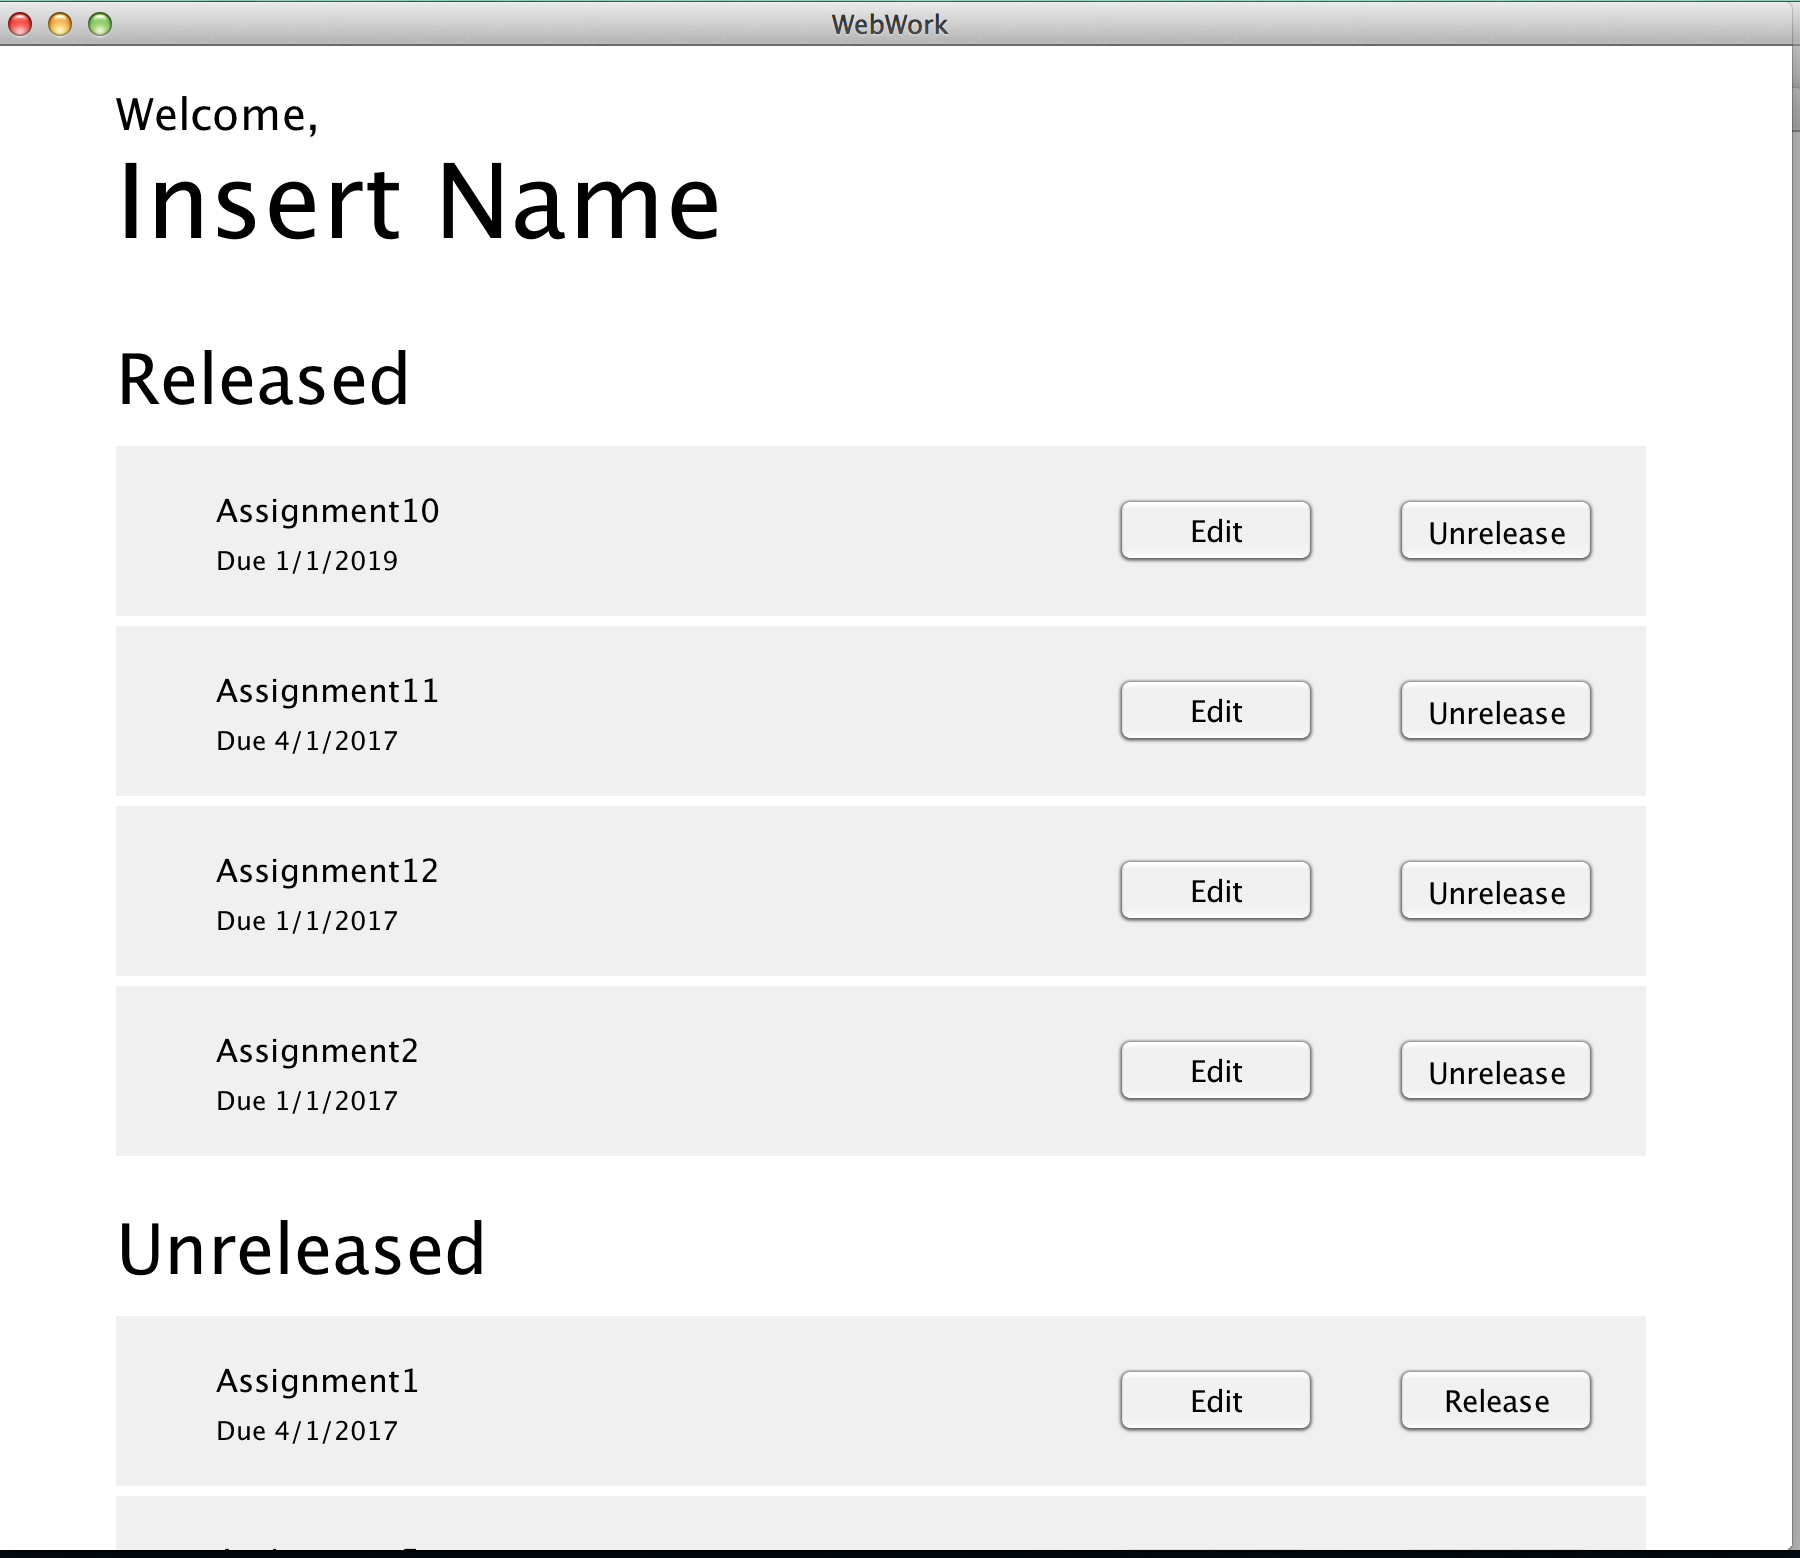 WebWork
Welcome,
Insert Name
Released
Assignment10
Due 1/1/2019
Edit
Unrelease
Assignment11
Due 4/1/2017
Edit
Unrelease
Assignment12
Due 1/1/2017
Edit
Unrelease
Assignment2
Due 1/1/2017
Edit
Unrelease
Unreleased
Assignment1
Due 4/1/2017
Edit
Release